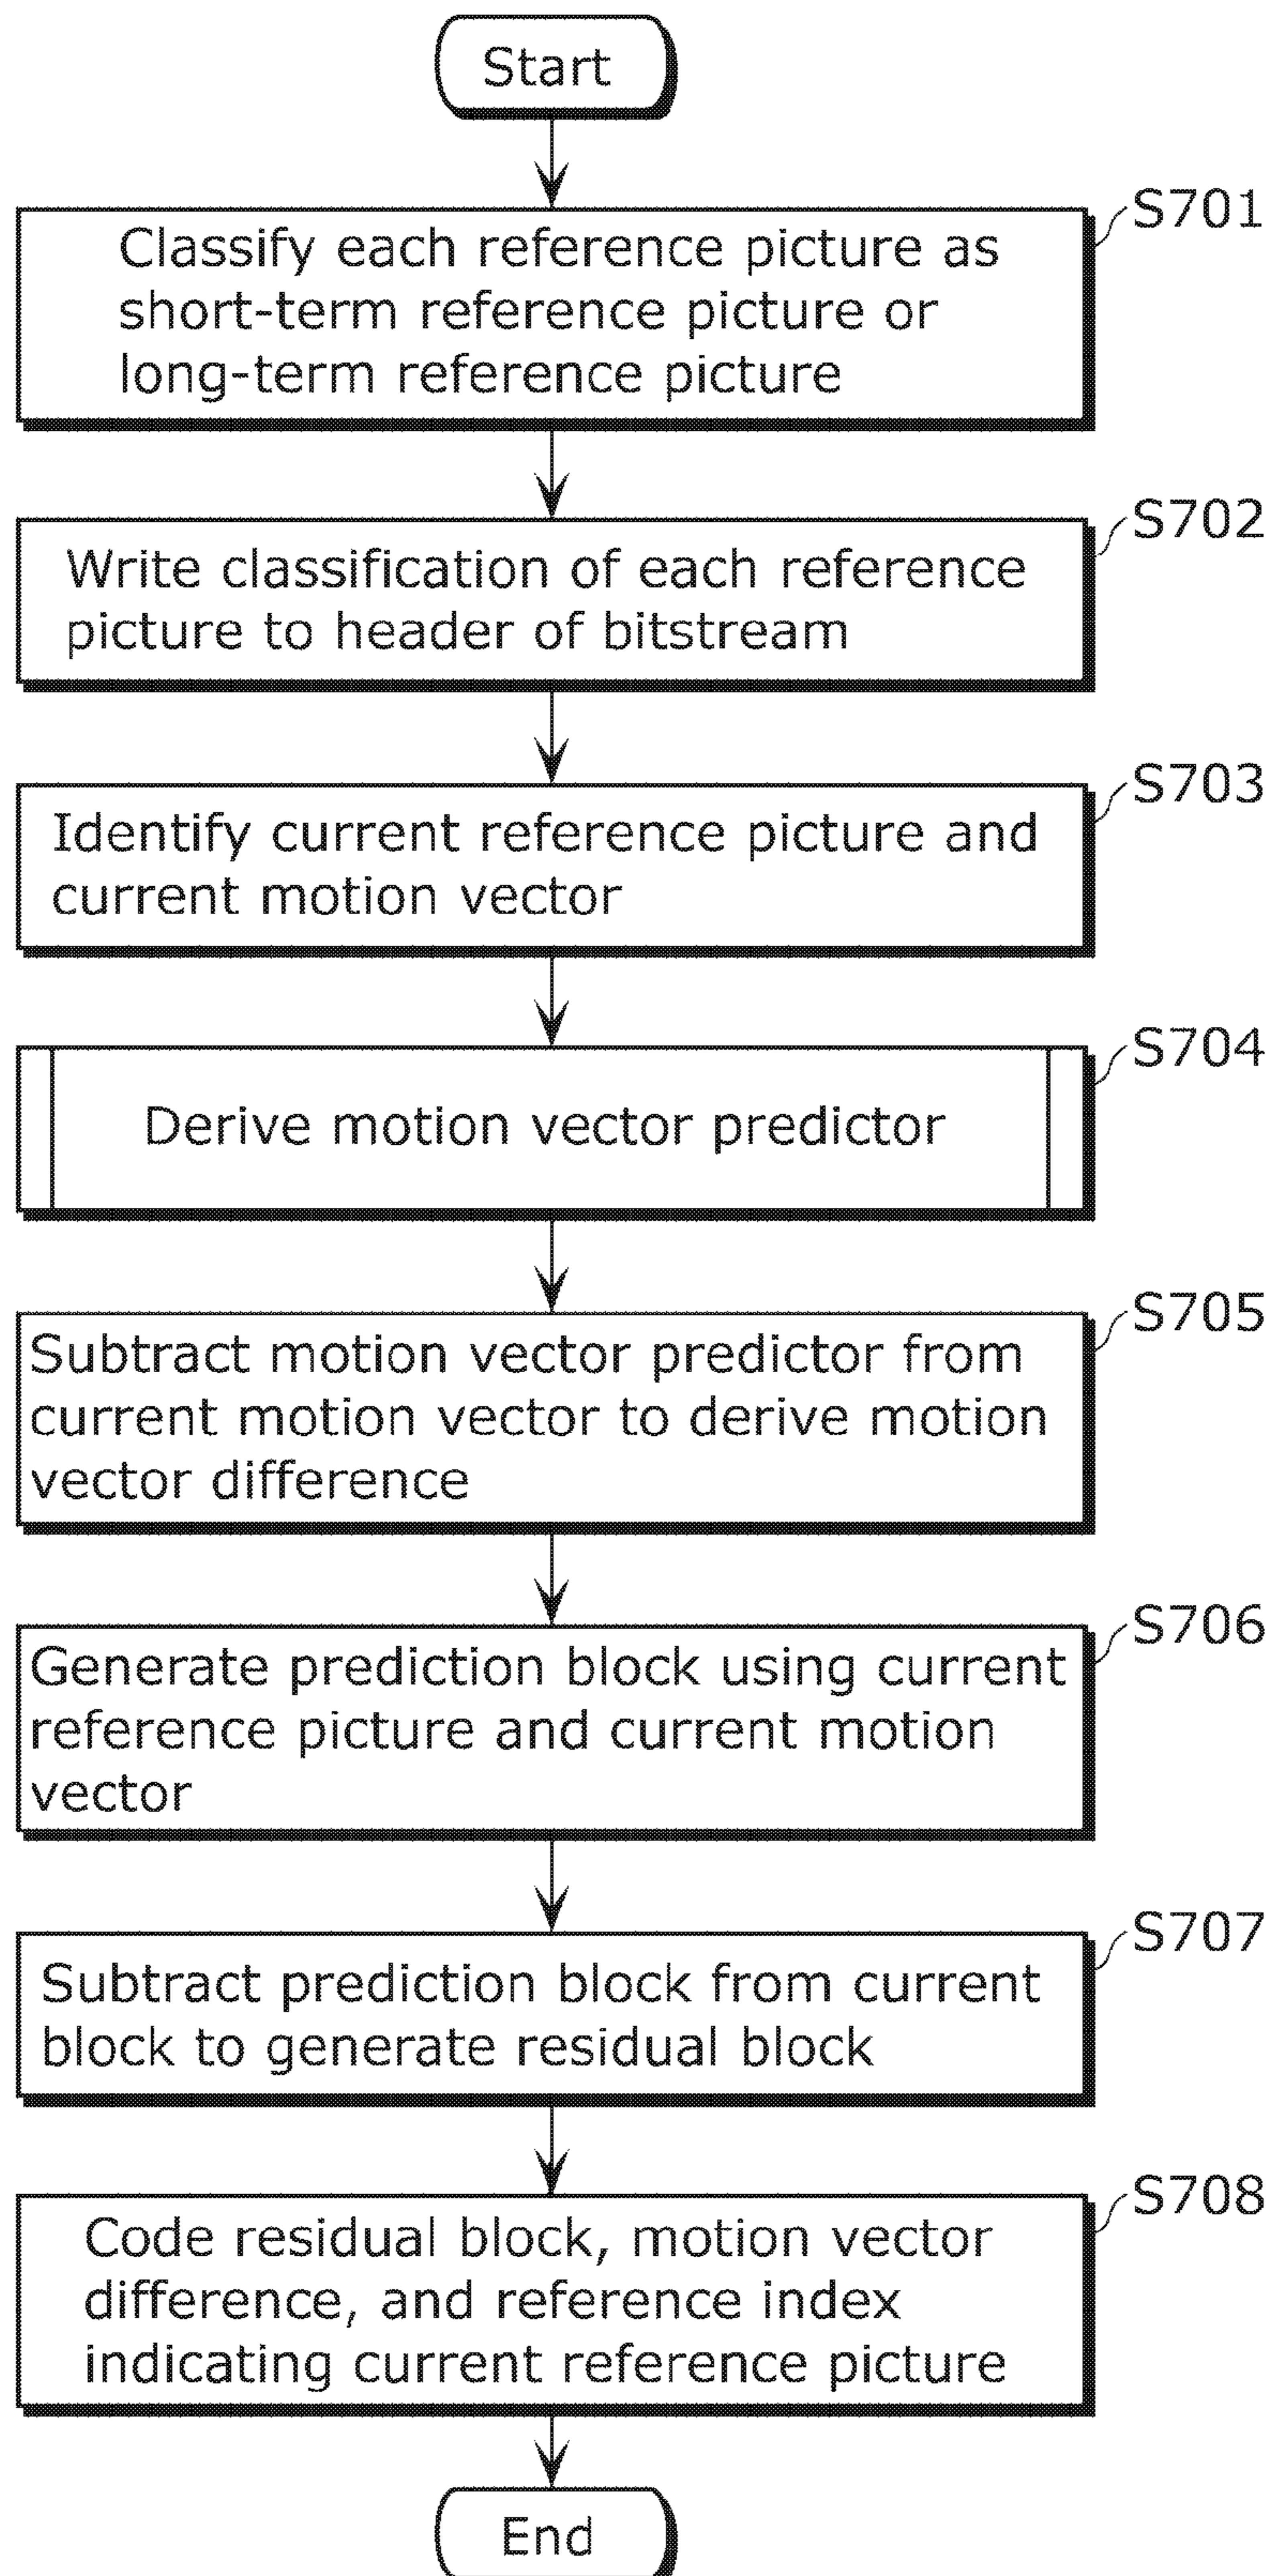 Start
S701
Classify each reference picture as
short-term reference picture or
long-term reference picture
S702
Write classification of each reference
picture to header of bitstream
S703
Identify current reference picture and
current motion vector
S704
Derive motion vector predictor
S705
Subtract motion vector predictor from
current motion vector to derive motion
vector difference
S706
Generate prediction block using current
reference picture and current motion
vector
S707
Subtract prediction block from current
block to generate residual block
S708
Code residual block, motion vector
difference, and reference index
indicating current reference picture
End